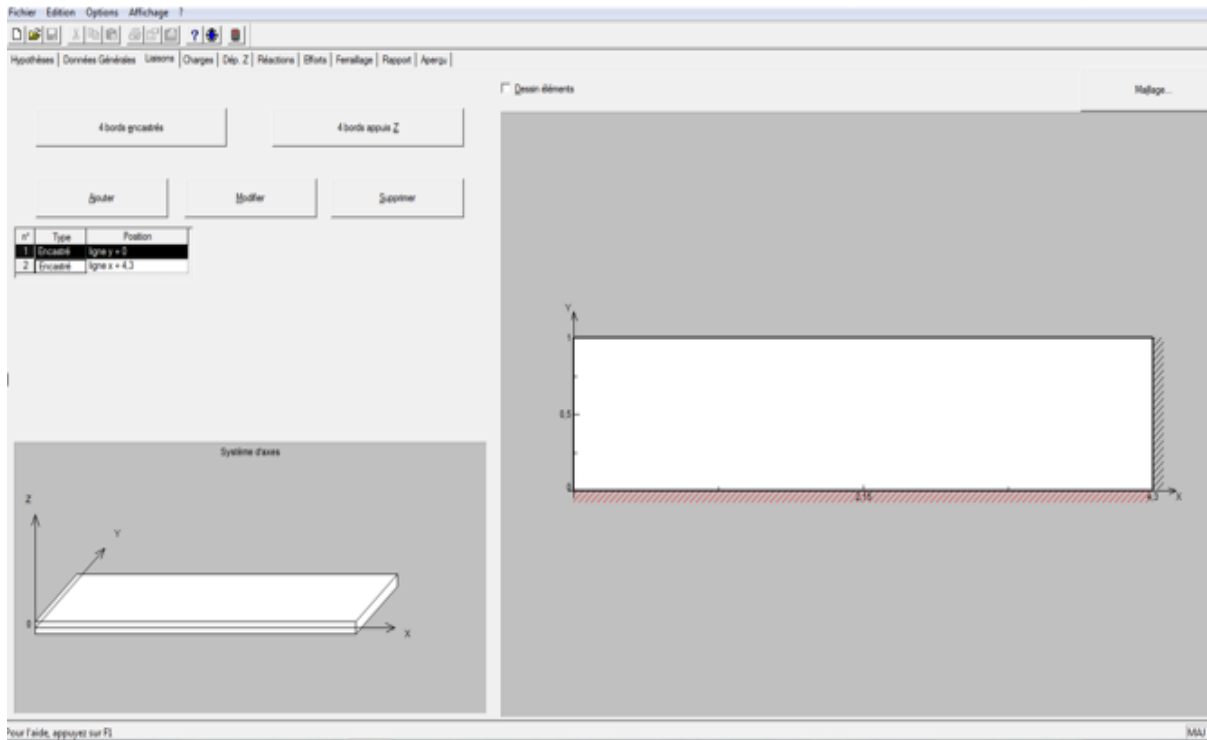 Fichier Edition Options Affichage ?
Hypothèses Données Générales Liaisons Charges Dép. Z Réactions Efforts Ferraillage Rapport Aperçu
Dessin éléments
Maillage...
4 bords encastrés
4 bords appuis Z
Ajouter
Modifier
Supprimer
n° Type Position
1 Encastré ligne y = 0
2 Encastré ligne x = 4,3
Y
1
0,5
0
2,15
4,3
X
Système d'axes
Z
Y
0
X
Pour l'aide, appuyez sur F1
MAJ